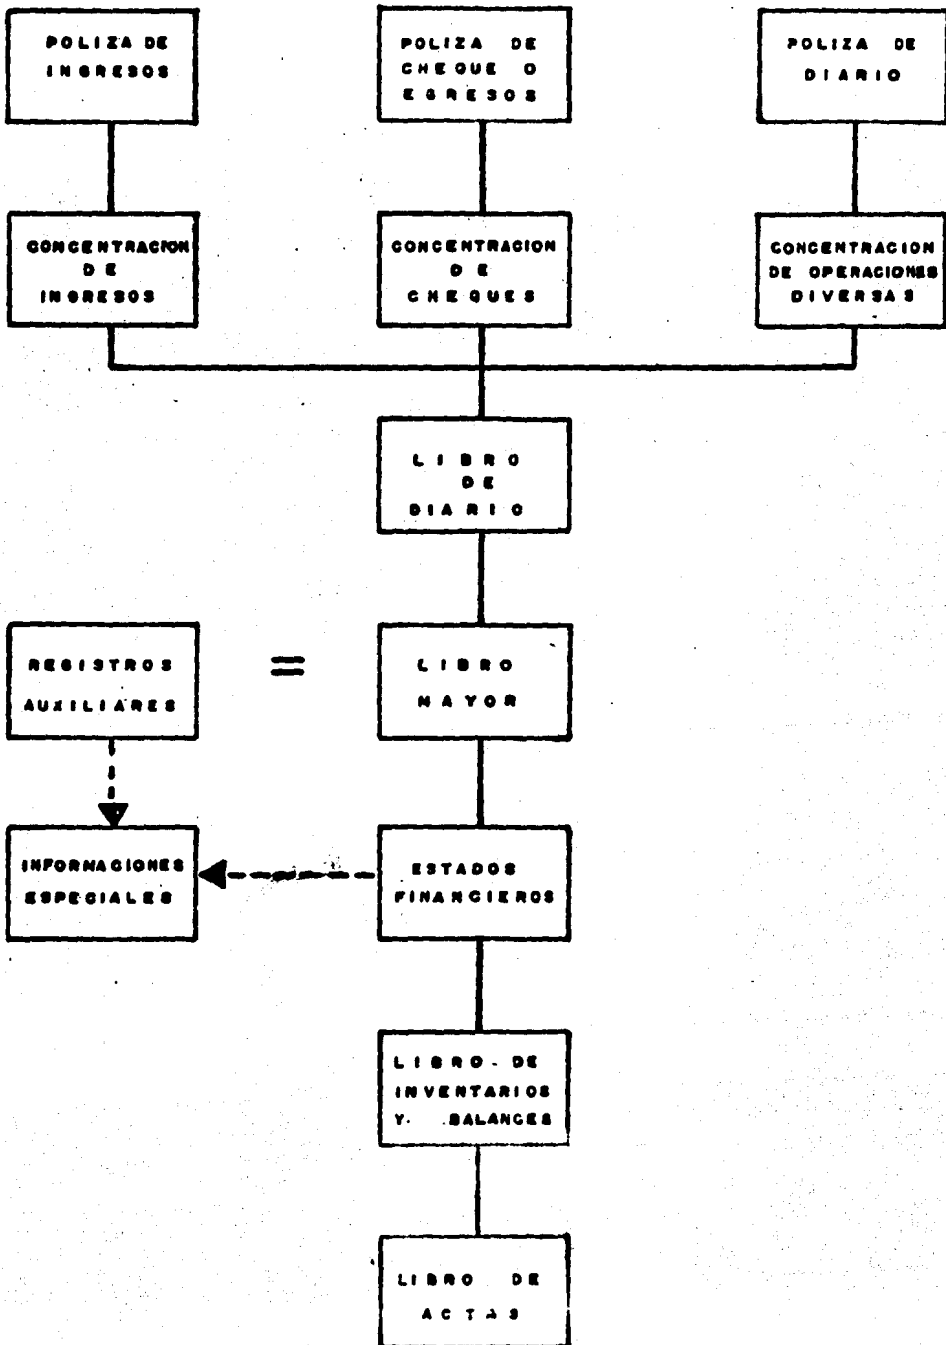 POLIZA DE
INGRESOS
POLIZA DE
CHEQUE O
EGRESOS
POLIZA DE
DIARIO
CONCENTRACION
DE
INGRESOS
CONCENTRACION
DE
CHEQUES
CONCENTRACION
DE OPERACIONES
DIVERSAS
LIBRO
DE
DIARIO
REGISTROS
AUXILIARES
=
LIBRO
MAYOR
INFORMACIONES
ESPECIALES
ESTADOS
FINANCIEROS
LIBRO - DE
INVENTARIOS
Y BALANCES
LIBRO DE
ACTAS